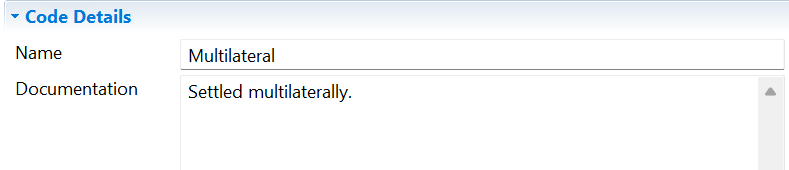 Code Details
Name Multilateral
Documentation Settled multilaterally.